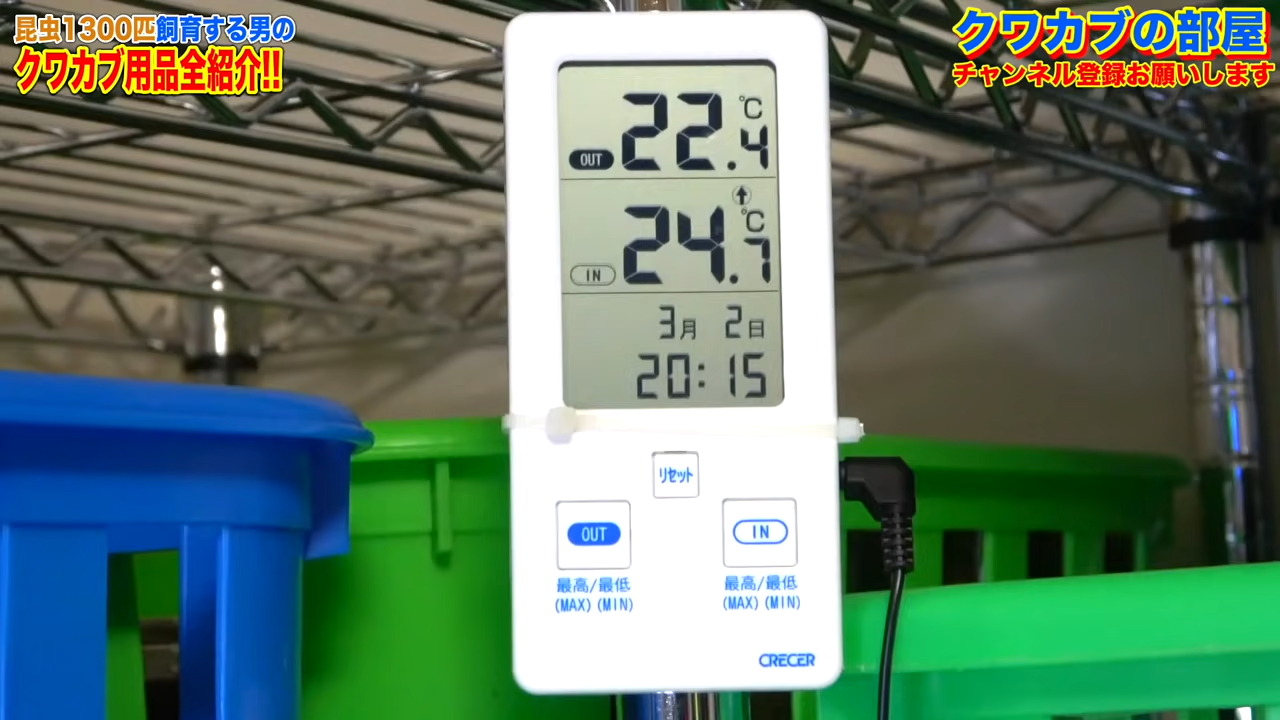 昆虫1300匹飼育する男の
クワカブ用品全紹介!!
クワカブの部屋
チャンネル登録お願いします
OUT 22.4 ℃
IN 24.7 ℃
3月 2日
20:15
リセット
OUT
IN
最高/最低
(MAX) (MIN)
最高/最低
(MAX) (MIN)
CRECER